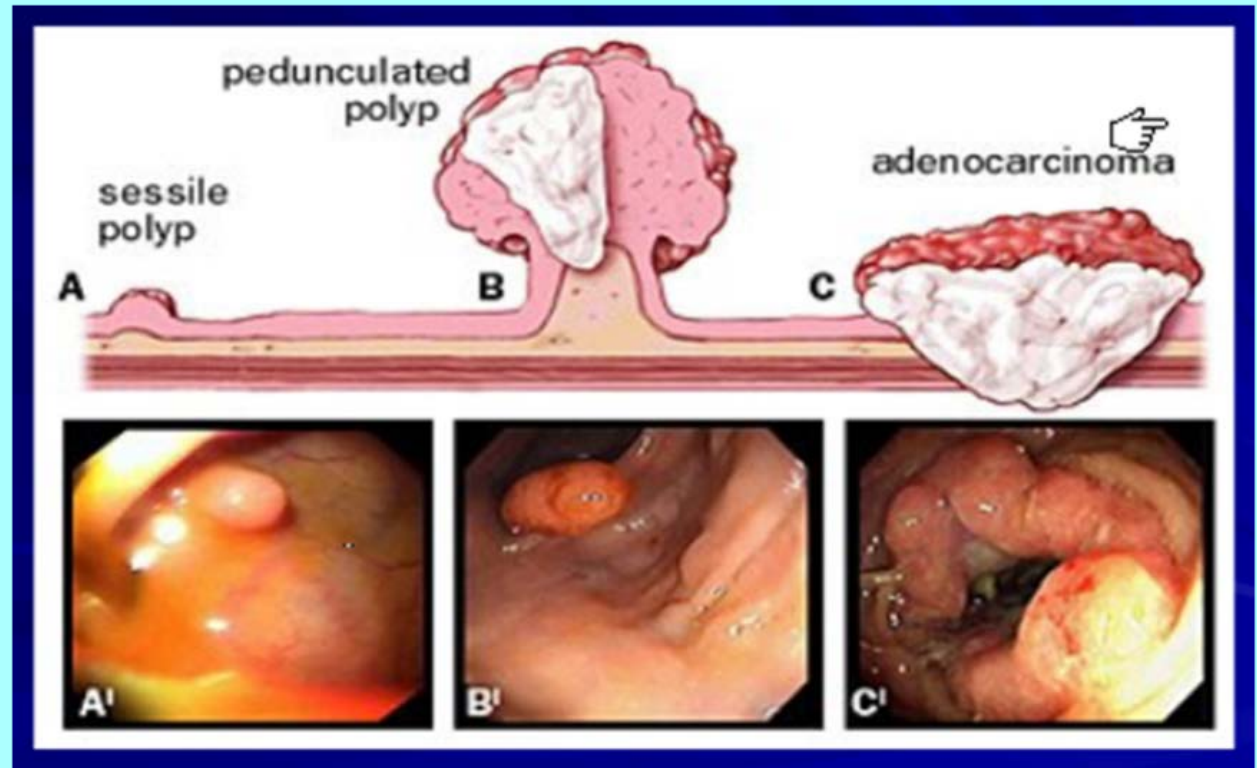 pedunculated
polyp
sessile
polyp
adenocarcinoma
A
B
C
A'
B'
C'